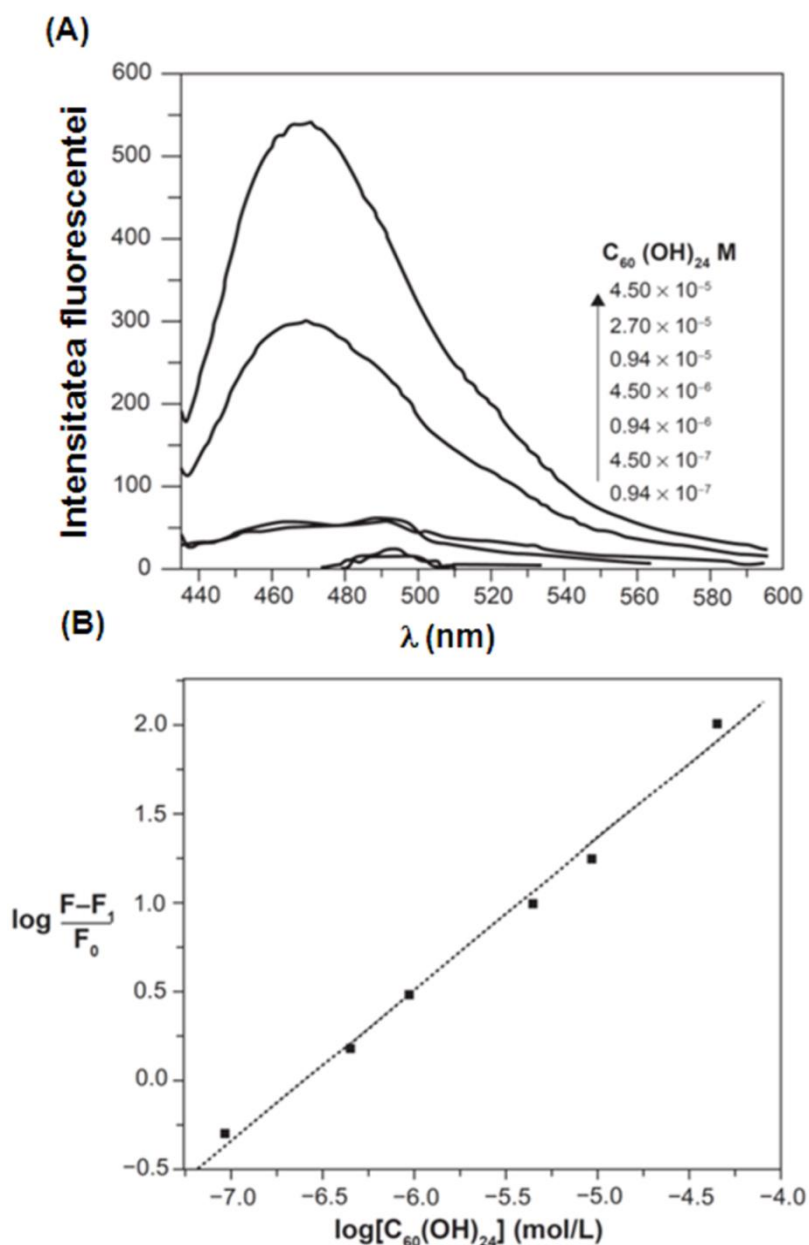 (A)
Intensitatea fluorescentei
600
500
400
300
200
100
0
C₆₀ (OH)₂₄ M
4.50 × 10⁻⁵
2.70 × 10⁻⁵
0.94 × 10⁻⁵
4.50 × 10⁻⁶
0.94 × 10⁻⁶
4.50 × 10⁻⁷
0.94 × 10⁻⁷
440 460 480 500 520 540 560 580 600
λ (nm)
(B)
log F–F₁ / F₀
2.0
1.5
1.0
0.5
0.0
−0.5
−7.0 −6.5 −6.0 −5.5 −5.0 −4.5 −4.0
log[C₆₀(OH)₂₄] (mol/L)